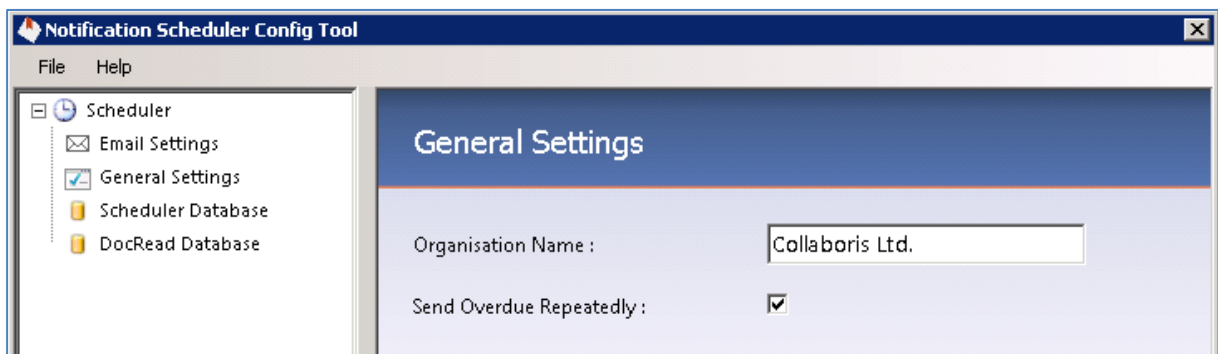 Notification Scheduler Config Tool
File Help
Scheduler
Email Settings
General Settings
Scheduler Database
DocRead Database
General Settings
Organisation Name : Collaboris Ltd.
Send Overdue Repeatedly :